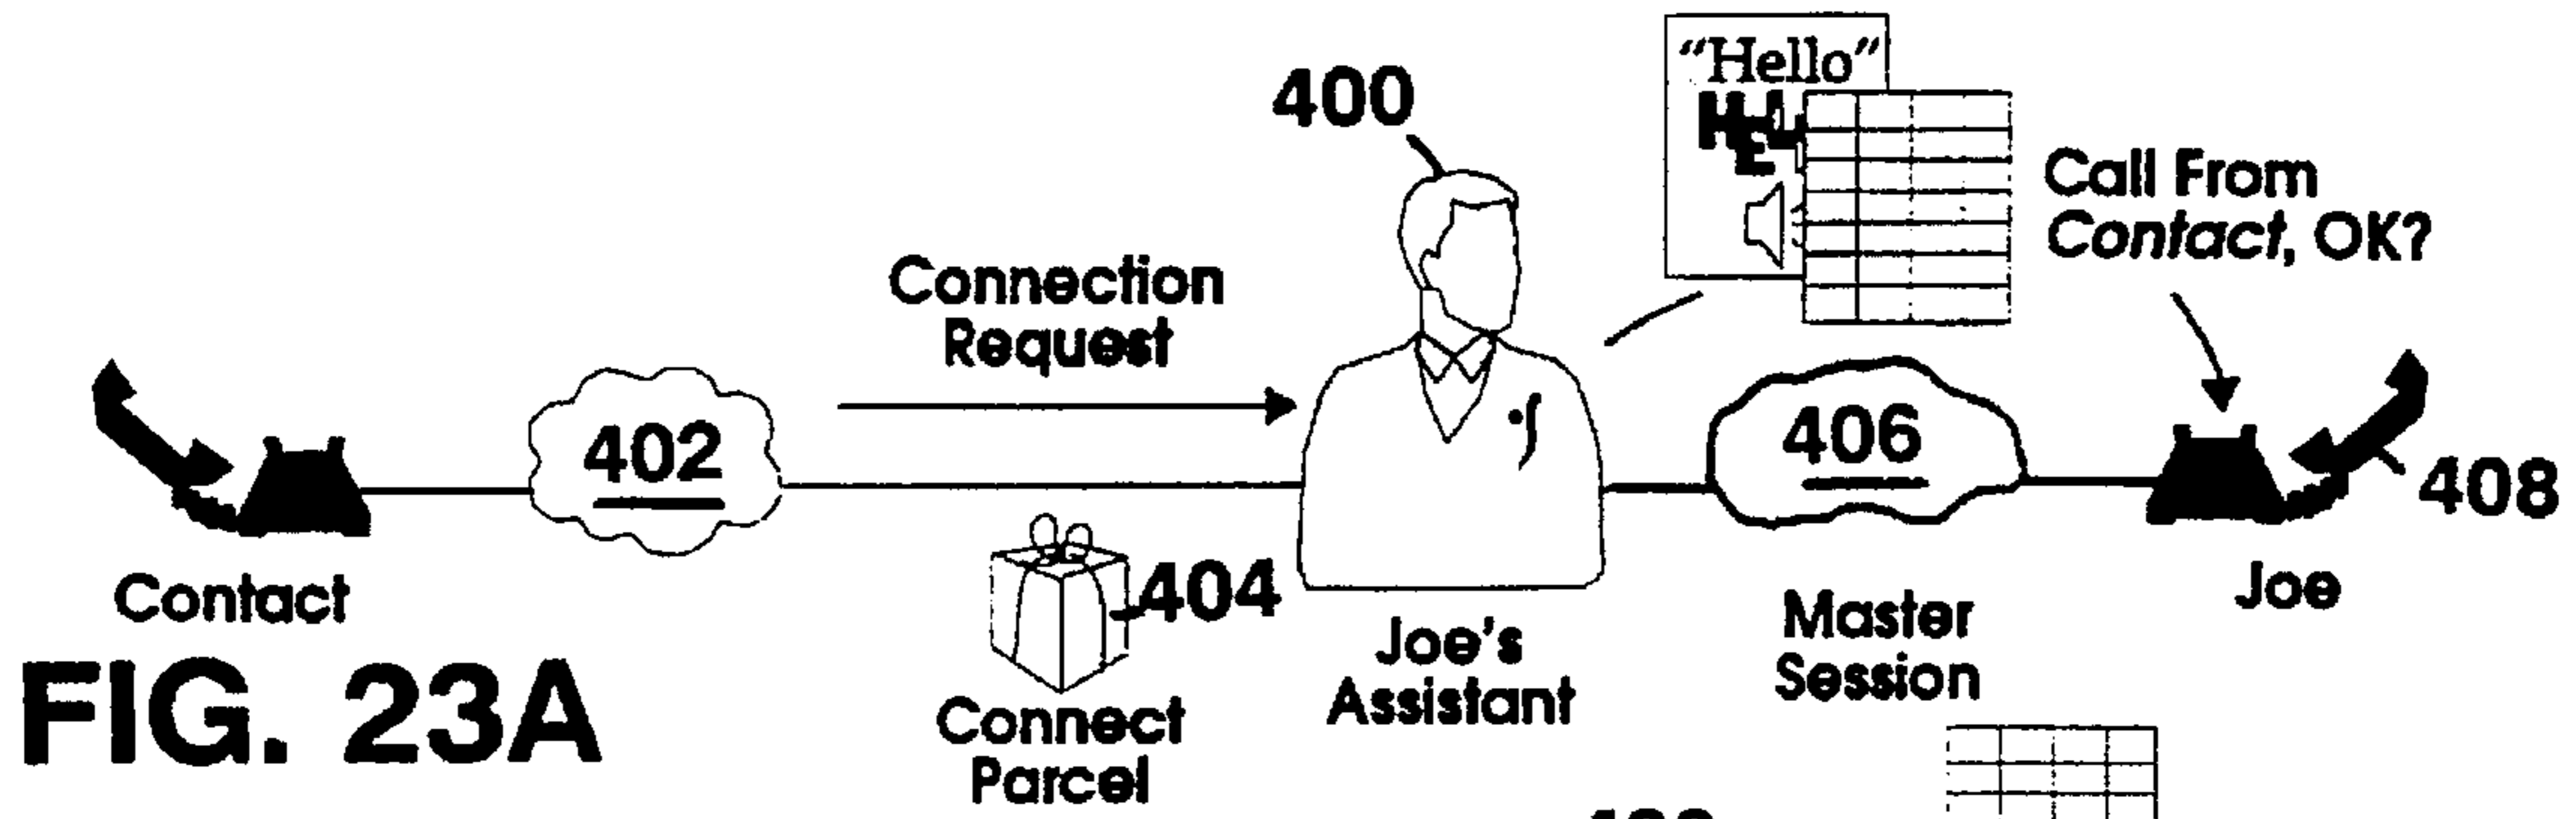 "Hello"
400
Call From
Contact, OK?
Connection
Request
402
406
408
404
Contact
Joe
Joe's
Assistant
Master
Session
Connect
Parcel
FIG. 23A